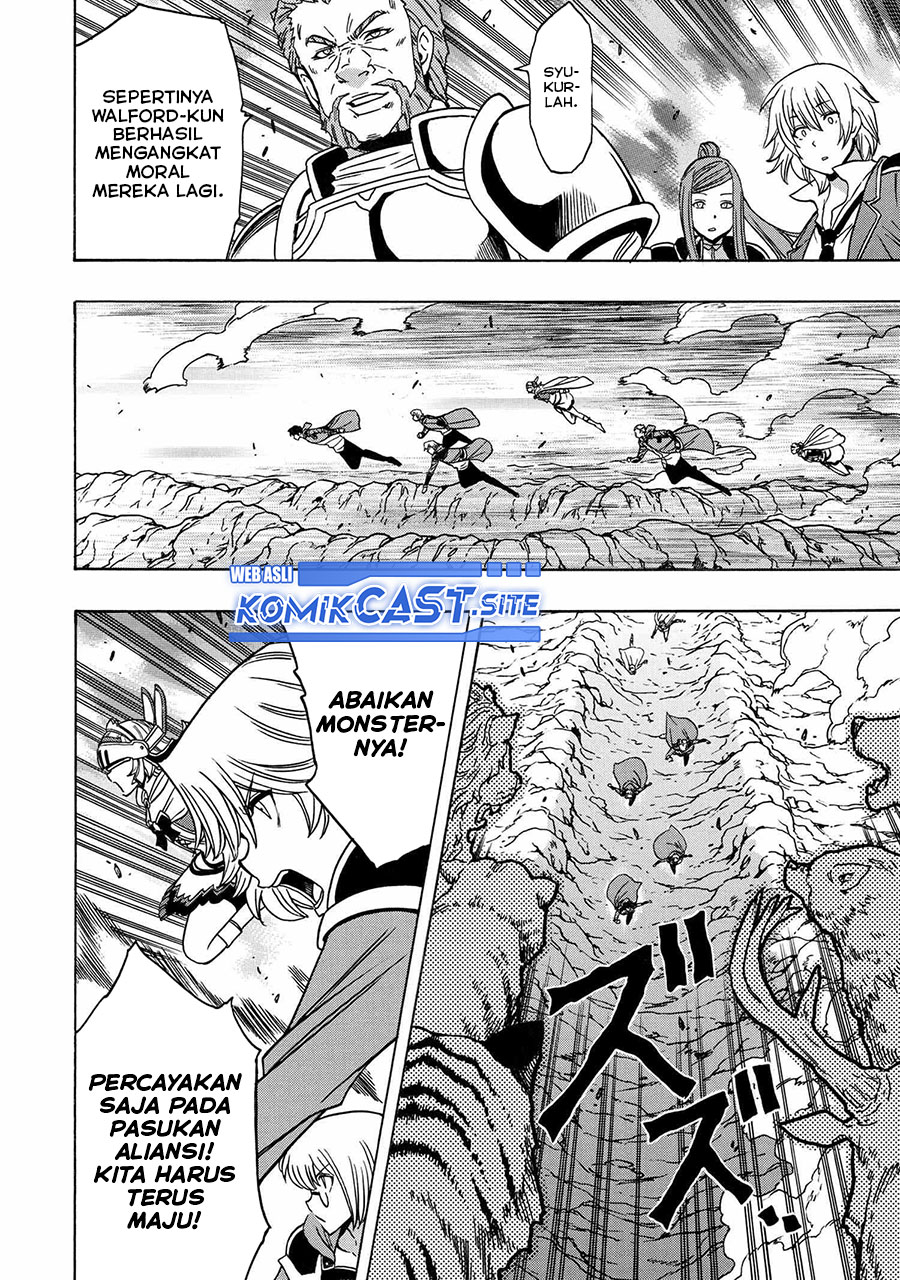 SYU-
KUR-
LAH.
SEPERTINYA
WALFORD-KUN
BERHASIL
MENGANGKAT
MORAL
MEREKA LAGI.
WEB ASLI
KOMIKCAST.SITE
ズズズ
ABAIKAN
MONSTER-
NYA!
PERCAYAKAN
SAJA PADA
PASUKAN
ALIANSI!
KITA HARUS
TERUS
MAJU!